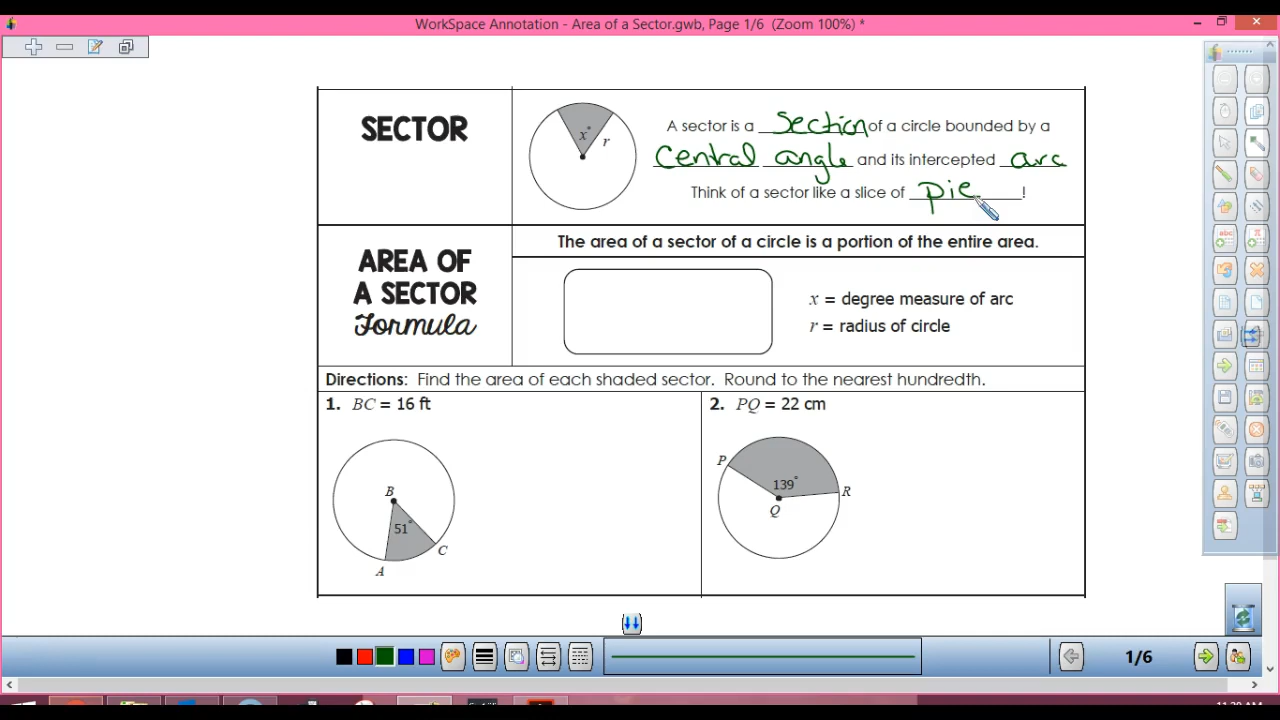 WorkSpace Annotation - Area of a Sector.gwb, Page 1/6 (Zoom 100%) *
SECTOR
x°
r
A sector is a section of a circle bounded by a
central angle and its intercepted arc
Think of a sector like a slice of pie!
AREA OF
A SECTOR
Formula
The area of a sector of a circle is a portion of the entire area.
x = degree measure of arc
r = radius of circle
Directions: Find the area of each shaded sector. Round to the nearest hundredth.
1. BC = 16 ft
B
51°
C
A
2. PQ = 22 cm
P
139°
R
Q
abc
π
1/6